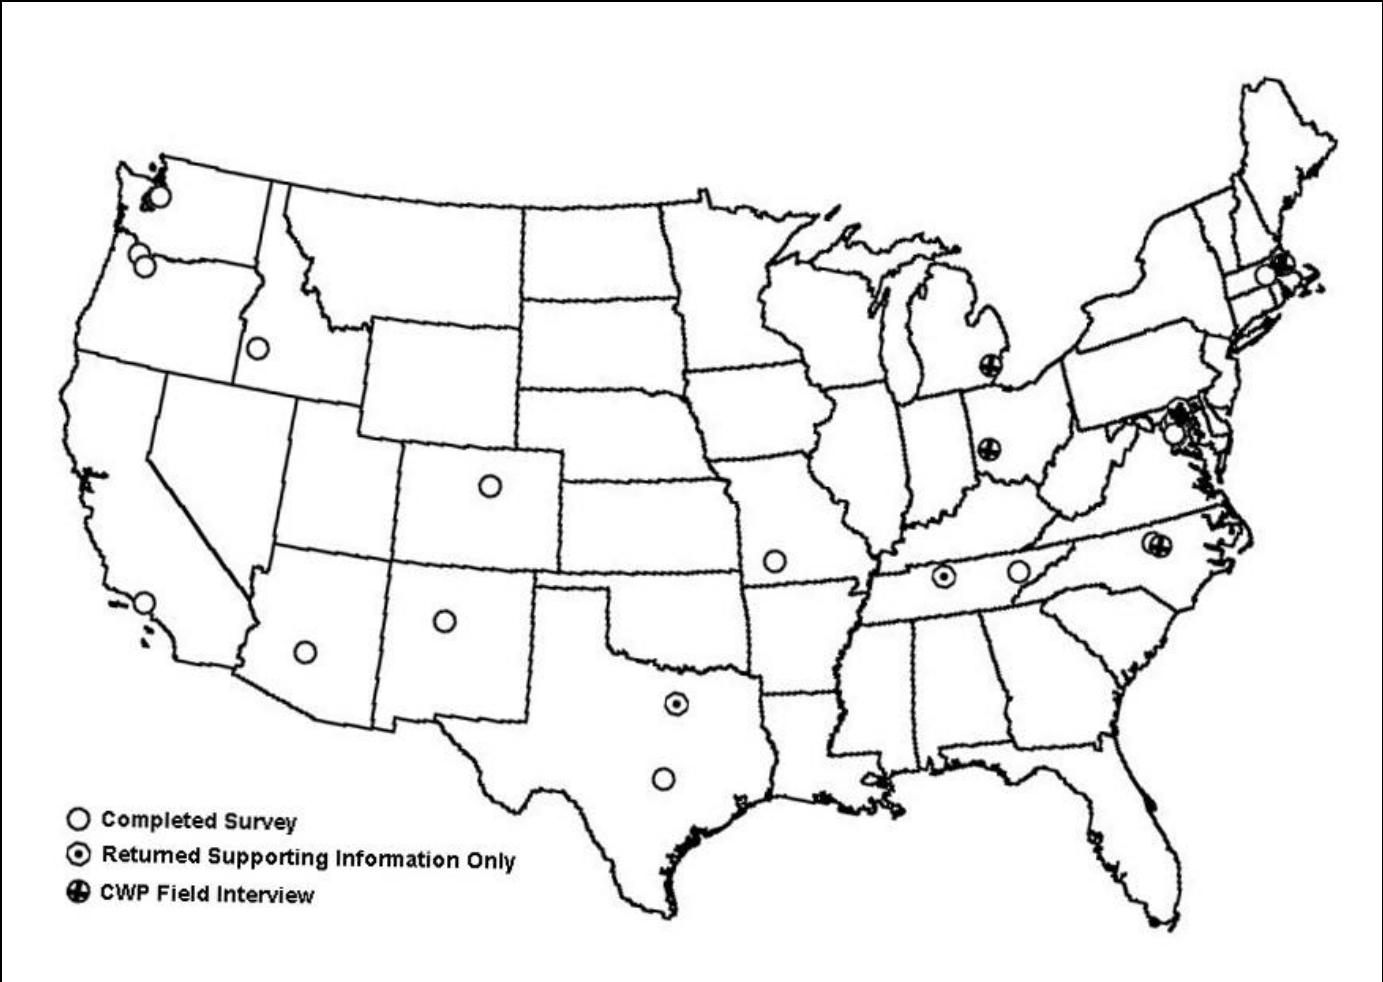 Completed Survey
Returned Supporting Information Only
CWP Field Interview